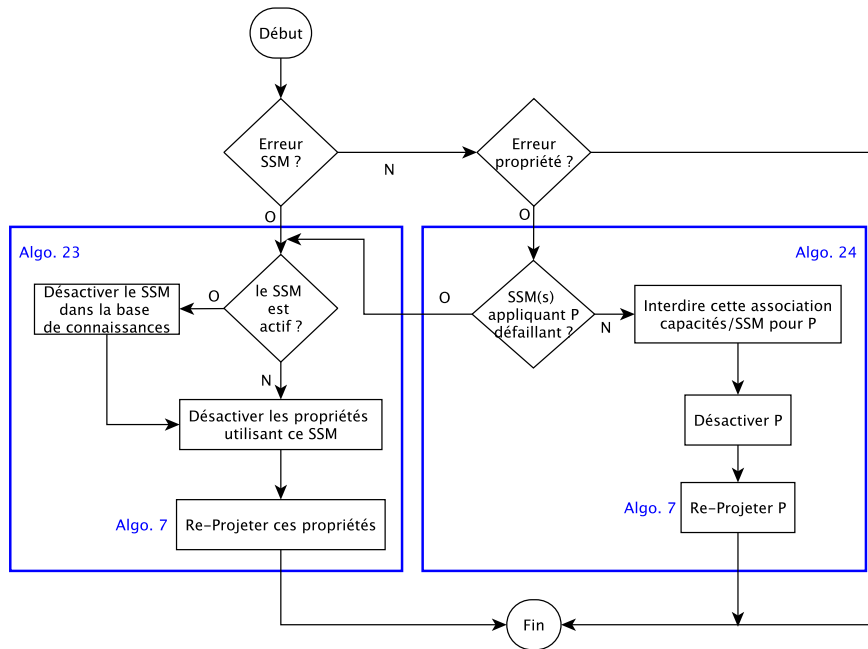 Début
Erreur
SSM ?
N
Erreur
propriété ?
O
O
Algo. 23
Algo. 24
Désactiver le SSM
dans la base
de connaissances
O
le SSM
est
actif ?
N
O
SSM(s)
appliquant P
défaillant ?
N
Interdire cette association
capacités/SSM pour P
Désactiver les propriétés
utilisant ce SSM
Désactiver P
Algo. 7
Re-Projeter ces propriétés
Algo. 7
Re-Projeter P
Fin